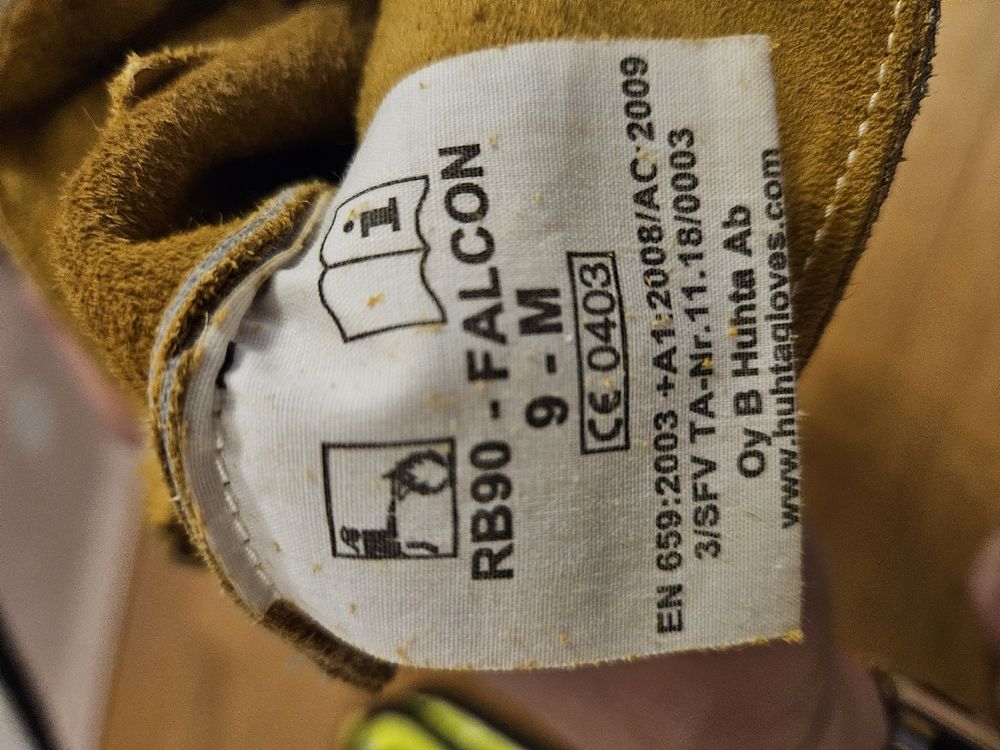 i
RB90 - FALCON
9 - M
CE 0403
EN 659:2003 +A1:2008/AC:2009
3/SFV TA-Nr.11.18/0003
Oy B Huhta Ab
www.huhtagloves.com